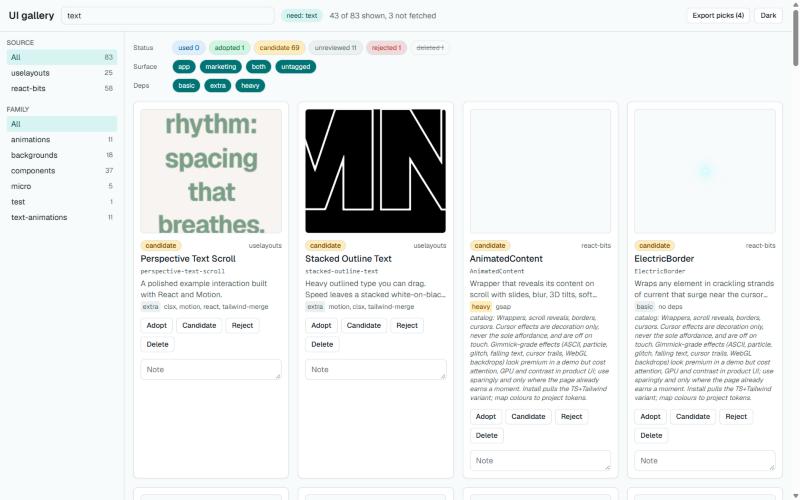 UI gallery
text
need: text
43 of 83 shown, 3 not fetched
Export picks (4)
Dark
SOURCE
All 83
uselayouts 25
react-bits 58
FAMILY
All
animations 11
backgrounds 18
components 37
micro 5
test 1
text-animations 11
Status used 0 adopted 1 candidate 69 unreviewed 11 rejected 1 deleted 1
Surface app marketing both untagged
Deps basic extra heavy
rhythm:
spacing
that
breathes.
candidate uselayouts
Perspective Text Scroll
perspective-text-scroll
A polished example interaction built
with React and Motion.
extra clsx, motion, react, tailwind-merge
Adopt Candidate Reject
Delete
Note
candidate uselayouts
Stacked Outline Text
stacked-outline-text
Heavy outlined type you can drag.
Speed leaves a stacked white-on-blac...
extra motion, clsx, tailwind-merge
Adopt Candidate Reject
Delete
Note
candidate react-bits
AnimatedContent
AnimatedContent
Wrapper that reveals its content on
scroll with slides, blur, 3D tilts, soft...
heavy gsap
catalog: Wrappers, scroll reveals, borders,
cursors. Cursor effects are decoration only,
never the sole affordance, and are off on
touch. Gimmick-grade effects (ASCII, particle,
glitch, falling text, cursor trails, WebGL
backdrops) look premium in a demo but cost
attention, GPU and contrast in product UI; use
sparingly and only where the page already
earns a moment. Install pulls the TS+Tailwind
variant; map colours to project tokens.
Adopt Candidate Reject
Delete
Note
candidate react-bits
ElectricBorder
ElectricBorder
Wraps any element in crackling strands
of current that surge near the cursor...
basic no deps
catalog: Wrappers, scroll reveals, borders,
cursors. Cursor effects are decoration only,
never the sole affordance, and are off on
touch. Gimmick-grade effects (ASCII, particle,
glitch, falling text, cursor trails, WebGL
backdrops) look premium in a demo but cost
attention, GPU and contrast in product UI; use
sparingly and only where the page already
earns a moment. Install pulls the TS+Tailwind
variant; map colours to project tokens.
Adopt Candidate Reject
Delete
Note